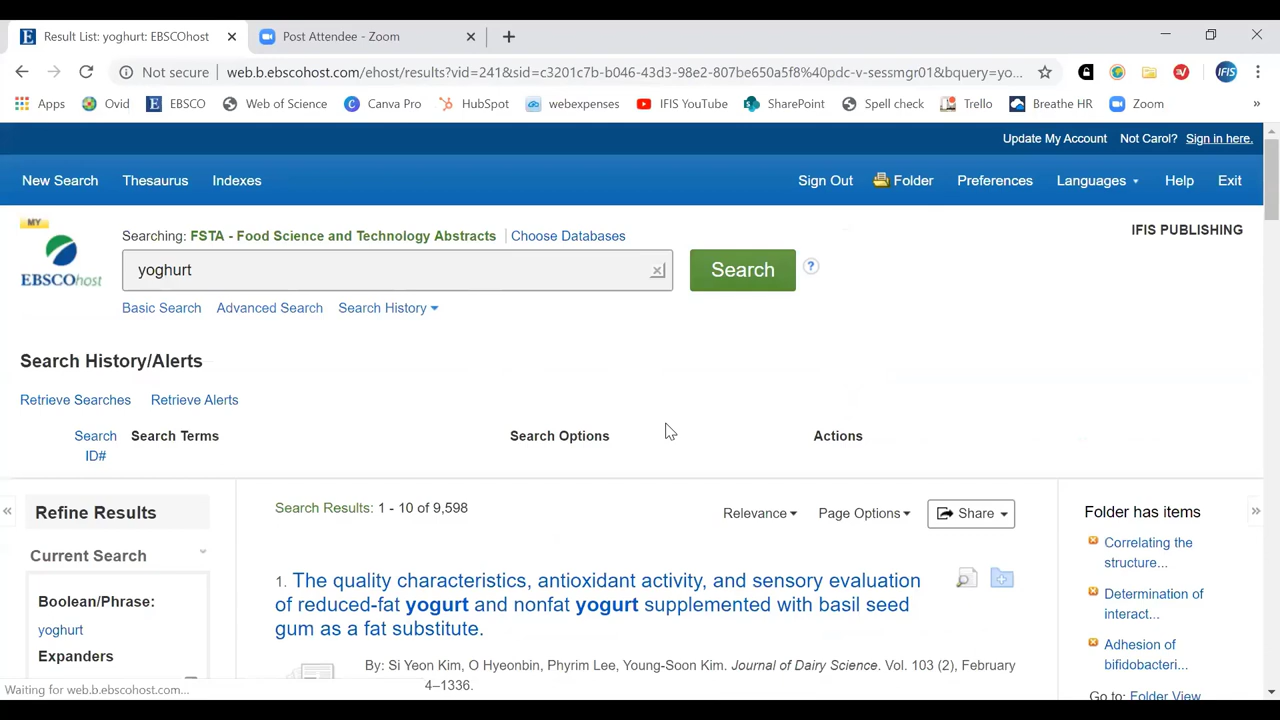 Result List: yoghurt: EBSCOhost
Post Attendee - Zoom
Not secure
web.b.ebscohost.com/ehost/results?vid=241&sid=c3201c7b-b046-43d3-98e2-807be650a5f8%40pdc-v-sessmgr01&bquery=yo...
Apps Ovid EBSCO Web of Science Canva Pro HubSpot webexpenses IFIS YouTube SharePoint Spell check Trello Breathe HR Zoom
Update My Account Not Carol? Sign in here.
New Search Thesaurus Indexes Sign Out Folder Preferences Languages Help Exit
MY
EBSCOhost
Searching: FSTA - Food Science and Technology Abstracts Choose Databases
IFIS PUBLISHING
yoghurt
Search
?
Basic Search Advanced Search Search History
Search History/Alerts
Retrieve Searches Retrieve Alerts
Search ID# Search Terms Search Options Actions
Refine Results
Current Search
Boolean/Phrase:
yoghurt
Expanders
Search Results: 1 - 10 of 9,598
Relevance Page Options Share
1. The quality characteristics, antioxidant activity, and sensory evaluation
of reduced-fat yogurt and nonfat yogurt supplemented with basil seed
gum as a fat substitute.
By: Si Yeon Kim, O Hyeonbin, Phyrim Lee, Young-Soon Kim. Journal of Dairy Science. Vol. 103 (2), February
4–1336.
Folder has items
Correlating the
structure...
Determination of
interact...
Adhesion of
bifidobacteri...
Go to: Folder View
Waiting for web.b.ebscohost.com...